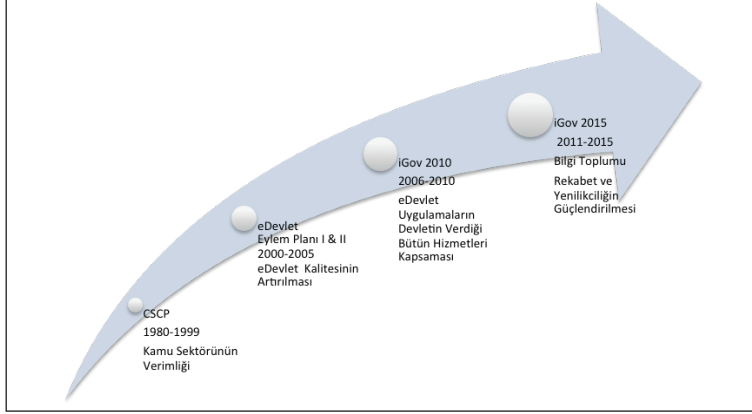 CSCP
1980-1999
Kamu Sektörünün
Verimliği
eDevlet
Eylem Planı I & II
2000-2005
eDevlet Kalitesinin
Artırılması
iGov 2010
2006-2010
eDevlet
Uygulamaların
Devletin Verdiği
Bütün Hizmetleri
Kapsaması
iGov 2015
2011-2015
Bilgi Toplumu
Rekabet ve
Yenilikciliğin
Güçlendirilmesi